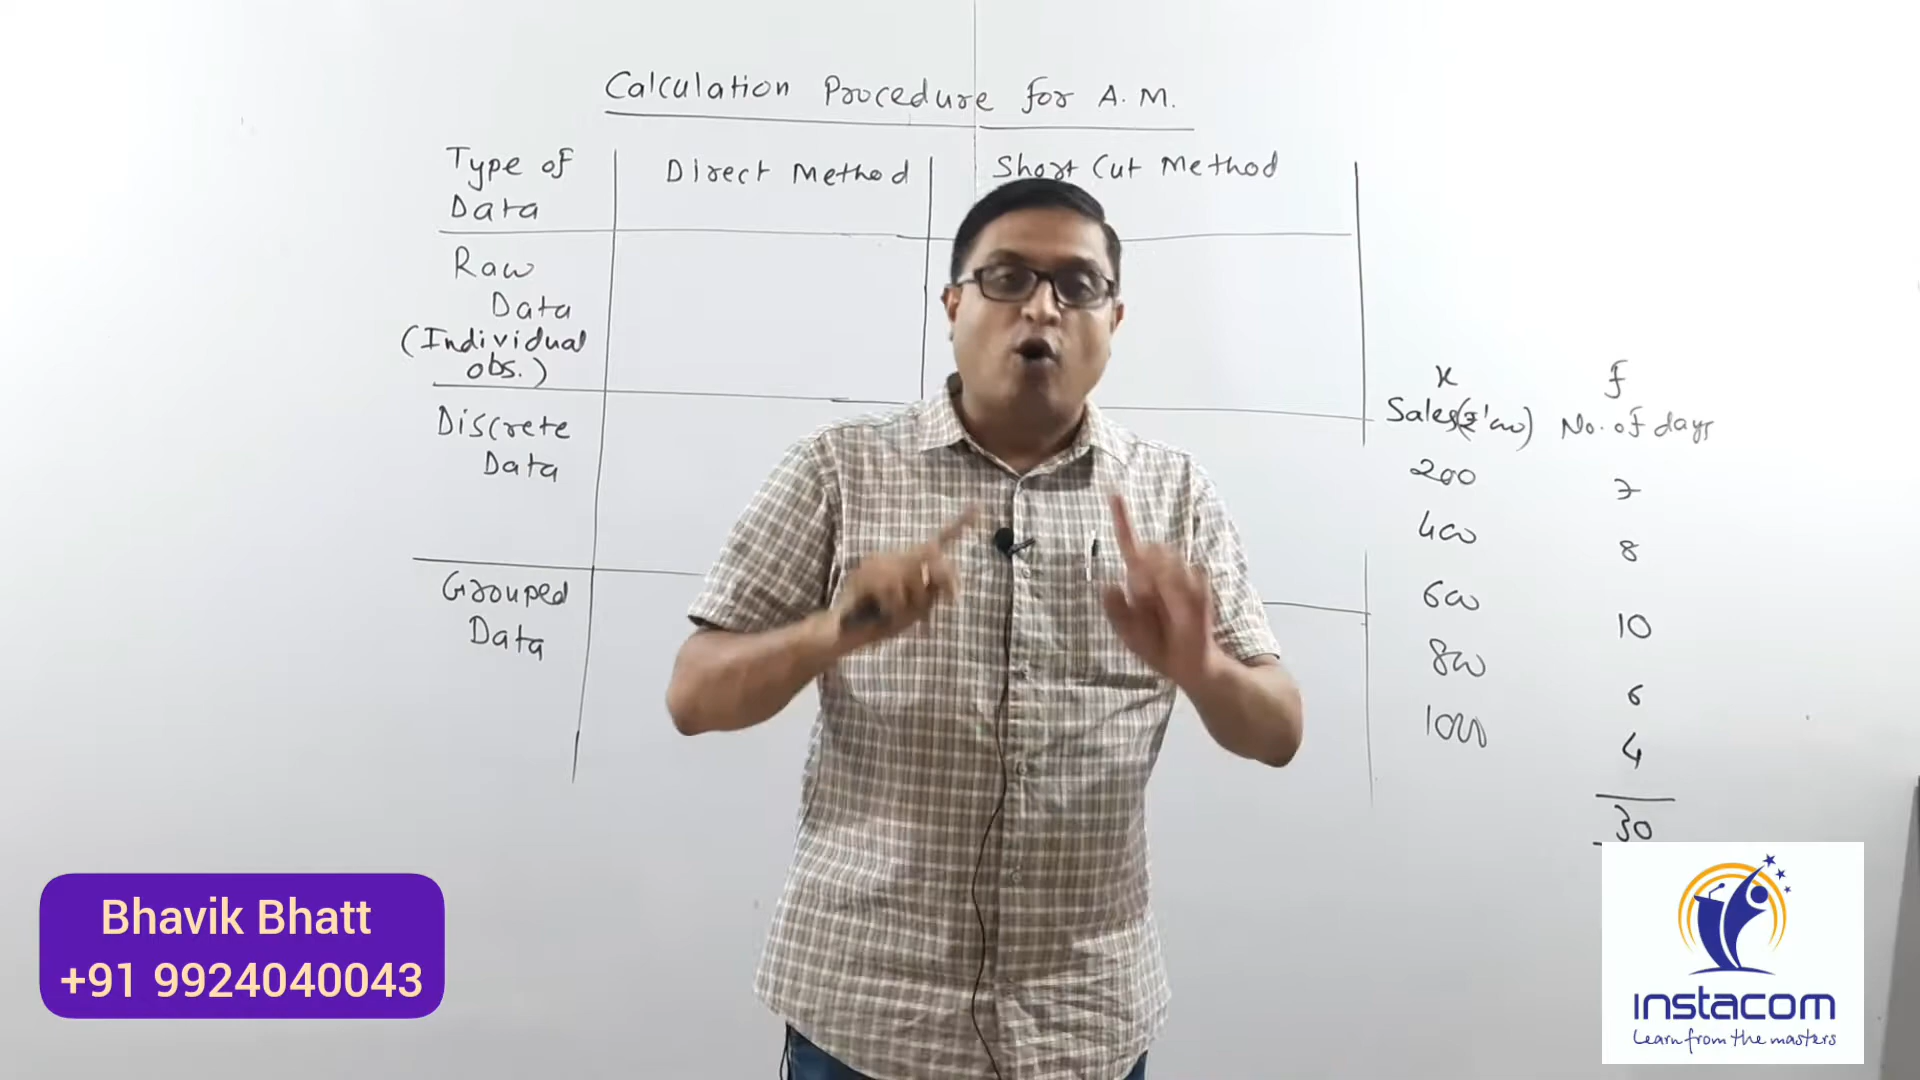 Calculation Procedure for A.M.
Type of Data
Direct Method
Short Cut Method
Raw
Data
(Individual
obs.)
Discrete
Data
Grouped
Data
x
f
Sales(₹'00)
No. of days
200
7
400
8
600
10
800
6
1000
4
30
Bhavik Bhatt
+91 9924040043
instacom
Learn from the masters